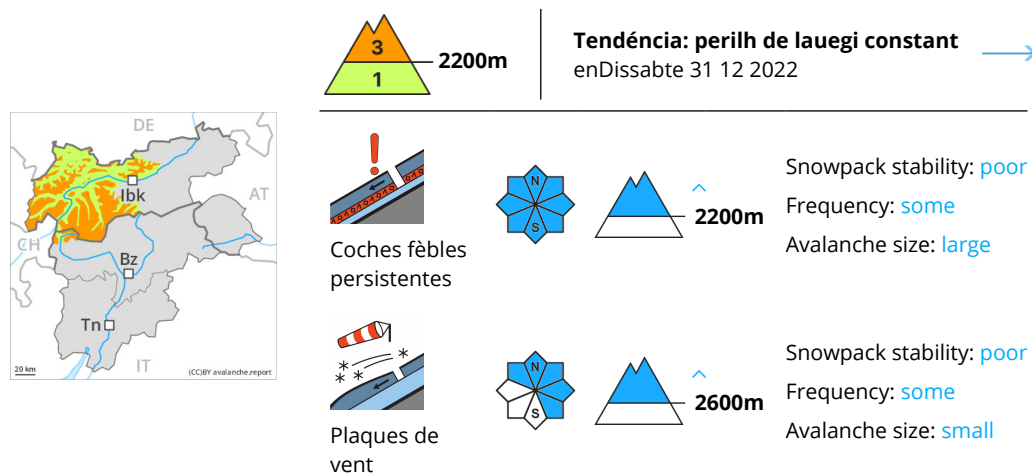 3
1
2200m
Tendéncia: perilh de lauegi constant
enDissabte 31 12 2022
DE
AT
Ibk
CH
Bz
Tn
IT
20 km
(CC)BY avalanche.report
Coches fèbles
persistentes
N
S
2200m
Snowpack stability: poor
Frequency: some
Avalanche size: large
Plaques de
vent
N
S
2600m
Snowpack stability: poor
Frequency: some
Avalanche size: small